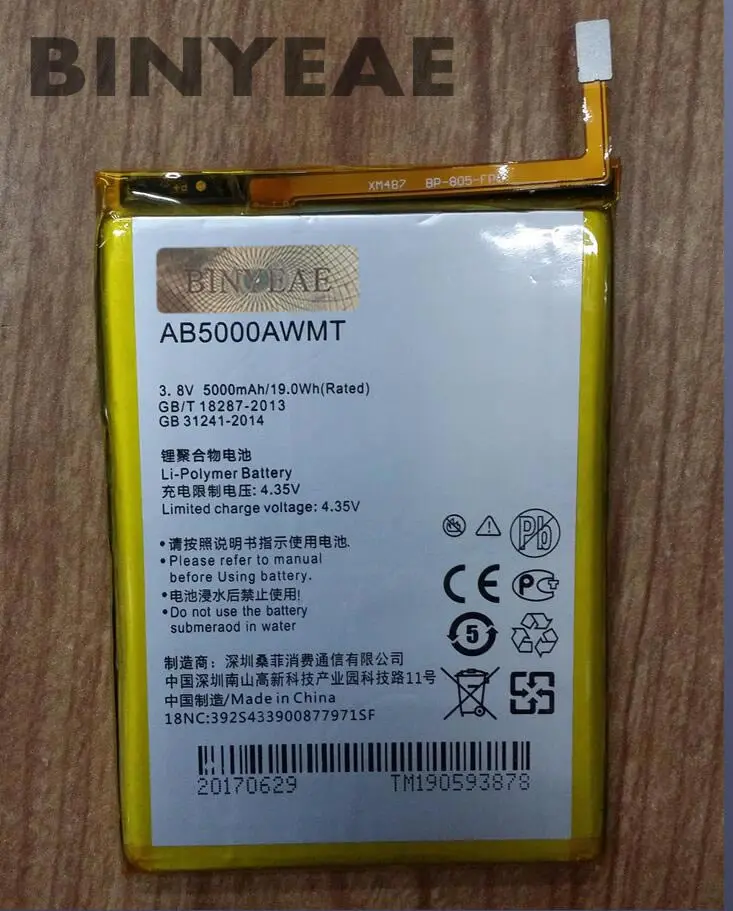 BINYEAE
P+
XM487 BP-805-
BINYEAE
AB5000AWMT
3. 8V 5000mAh/19.0Wh(Rated)
GB/T 18287-2013
GB 31241-2014
锂聚合物电池
Li-Polymer Battery
充电限制电压: 4.35V
Limited charge voltage: 4.35V
•请按照说明书指示使用电池.
•Please refer to manual
before Using battery.
•电池浸水后禁止使用!
•Do not use the battery
submeraod in water
Pb
CE
PC
5
制造商：深圳桑菲消费通信有限公司
中国深圳南山高新科技产业园科技路11号
中国制造/Made in China
18NC:392S433900877971SF
20170629 TM190593878